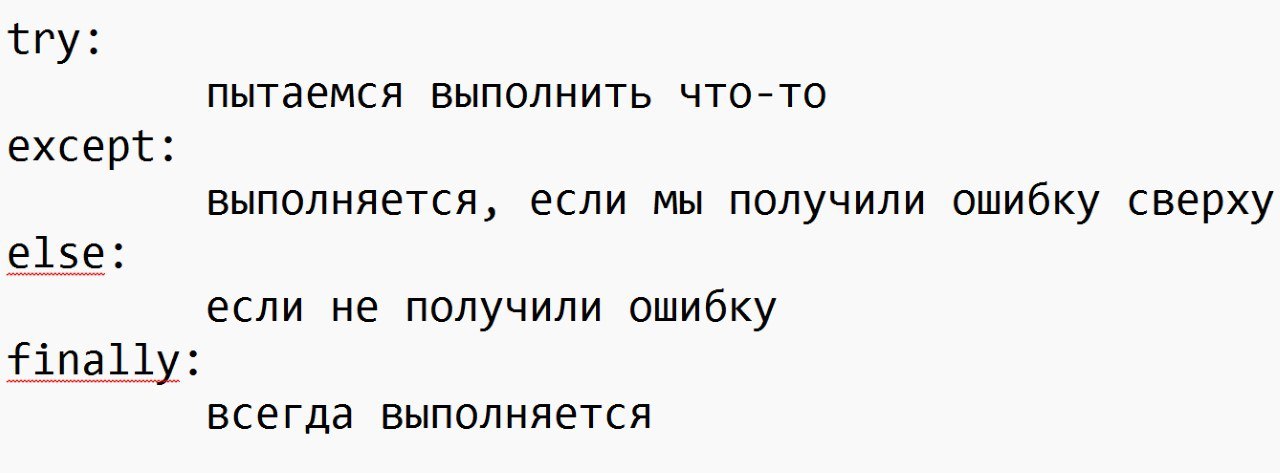 try:
пытаемся выполнить что-то
except:
выполняется, если мы получили ошибку сверху
else:
если не получили ошибку
finally:
всегда выполняется